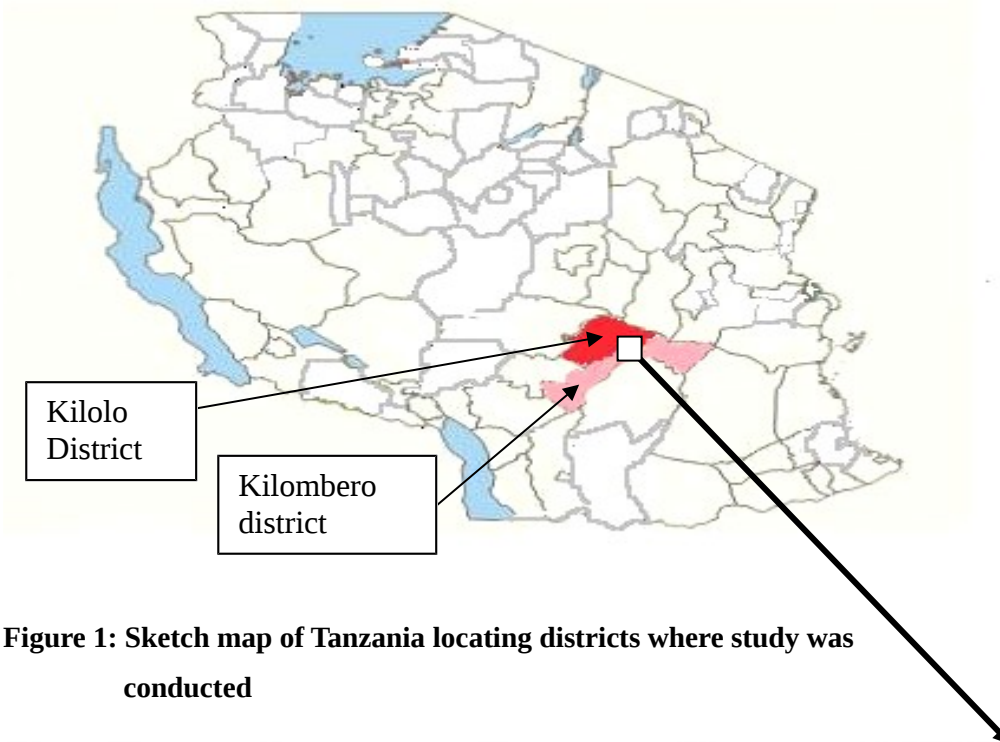 Kilolo
District
Kilombero
district
Figure 1: Sketch map of Tanzania locating districts where study was
conducted